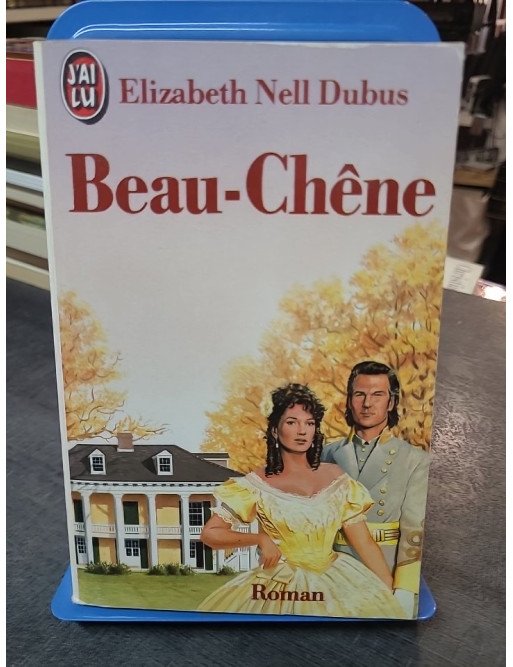 J'AI
LU
Elizabeth Nell Dubus
Beau-Chêne
Roman